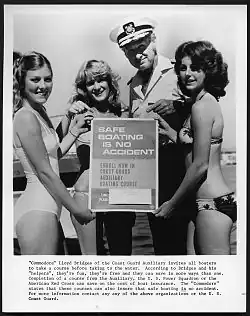 SAFE
BOATING
IS NO
ACCIDENT
ENROLL NOW IN
COAST GUARD
AUXILIARY
BOATING COURSE
"Commodore" Lloyd Bridges of the Coast Guard Auxiliary invites all boaters
to take a course before taking to the water. According to Bridges and his
"helpers", they're fun, they're free and they can save in more ways than one.
Completion of a course from the Auxiliary, the U. S. Power Squadron or the
American Red Cross can save on the cost of boat insurance. The "Commodore"
states that these courses can also insure that safe boating is no accident.
For more information contact any of the above organizations or the U. S.
Coast Guard.